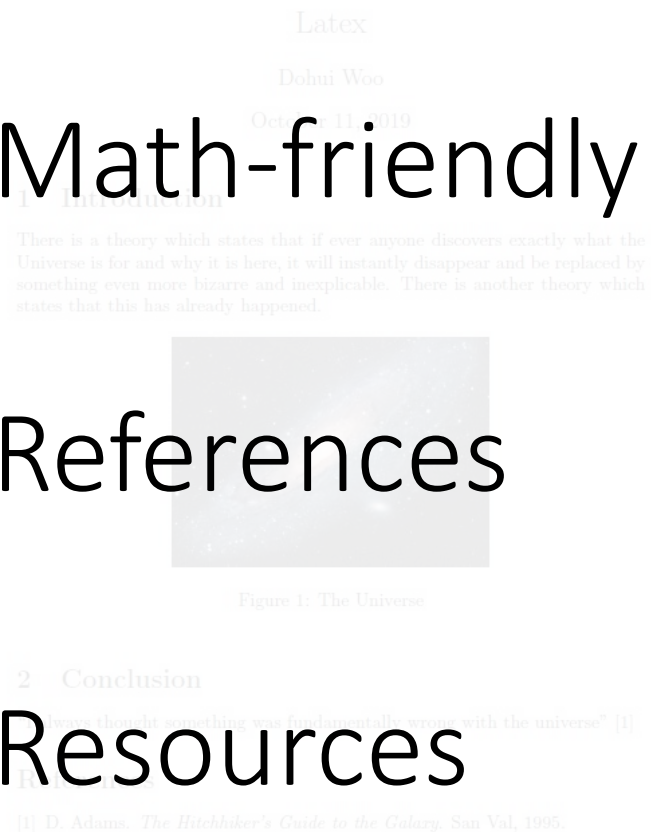 Latex
Dohui Woo
October 11, 2019
Math-friendly
1 Introduction
There is a theory which states that if ever anyone discovers exactly what the
Universe is for and why it is here, it will instantly disappear and be replaced by
something even more bizarre and inexplicable. There is another theory which
states that this has already happened.
References
Figure 1: The Universe
2 Conclusion
"I always thought something was fundamentally wrong with the universe" [1]
Resources
References
[1] D. Adams. The Hitchhiker's Guide to the Galaxy. San Val, 1995.